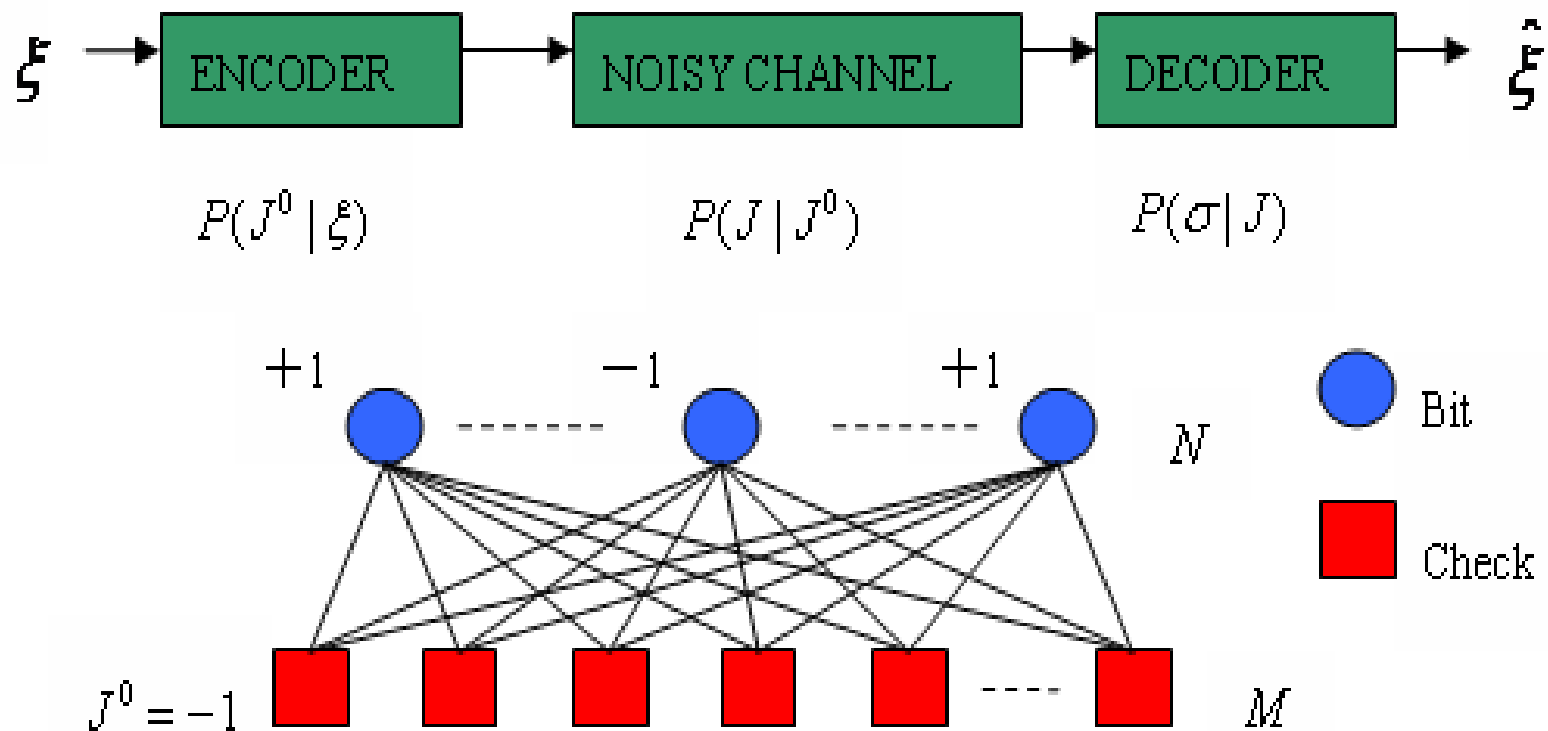 ξ ENCODER NOISY CHANNEL DECODER ξ̂
P(J⁰ | ξ) P(J | J⁰) P(σ | J)
+1 −1 +1
N Bit
Check
J⁰ = −1 M